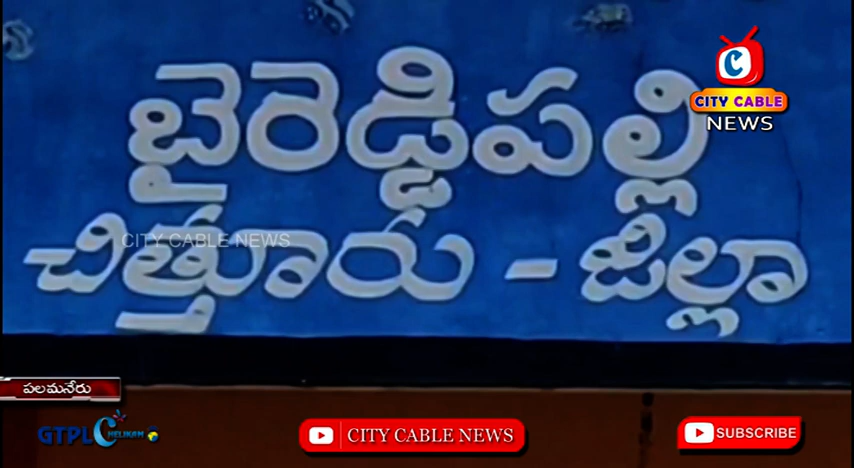 బైరెడ్డిపల్లి
చిత్తూరు - జిల్లా
C
CITY CABLE
NEWS
CITY CABLE NEWS
పలమనేరు
GTPL
CITY CABLE NEWS
SUBSCRIBE